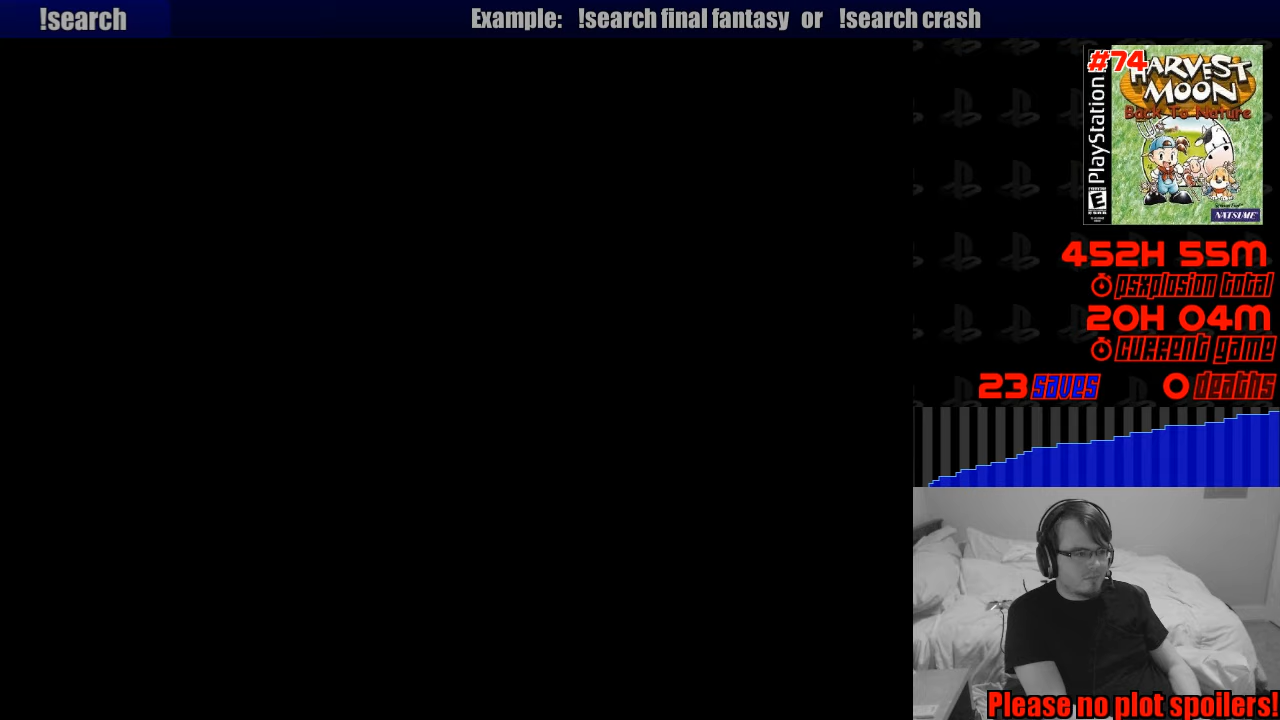 !search
Example: !search final fantasy or !search crash
#74
PlayStation
HARVEST
MOON
Back To Nature
E
NATSUME
452H 55M
psxplosion total
20H 04M
current game
23 saves
0 deaths
Please no plot spoilers!